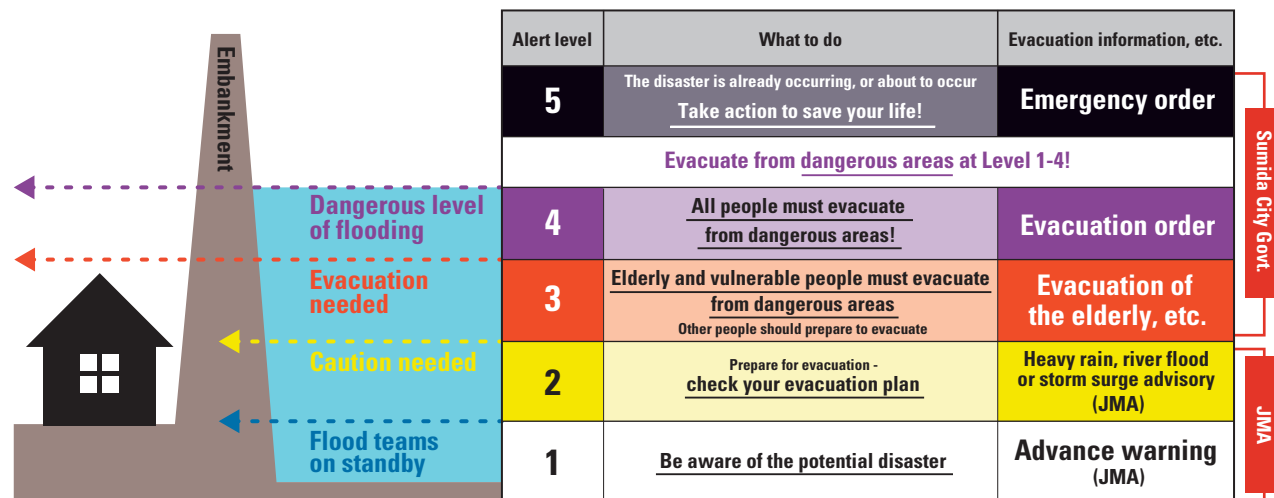 Embankment
Dangerous level
of flooding
Evacuation
needed
Caution needed
Flood teams
on standby
Alert level
What to do
Evacuation information, etc.
5
The disaster is already occurring, or about to occur
Take action to save your life!
Emergency order
Evacuate from dangerous areas at Level 1-4!
4
All people must evacuate
from dangerous areas!
Evacuation order
3
Elderly and vulnerable people must evacuate
from dangerous areas
Other people should prepare to evacuate
Evacuation of
the elderly, etc.
2
Prepare for evacuation -
check your evacuation plan
Heavy rain, river flood
or storm surge advisory
(JMA)
1
Be aware of the potential disaster
Advance warning
(JMA)
Sumida City Govt.
JMA